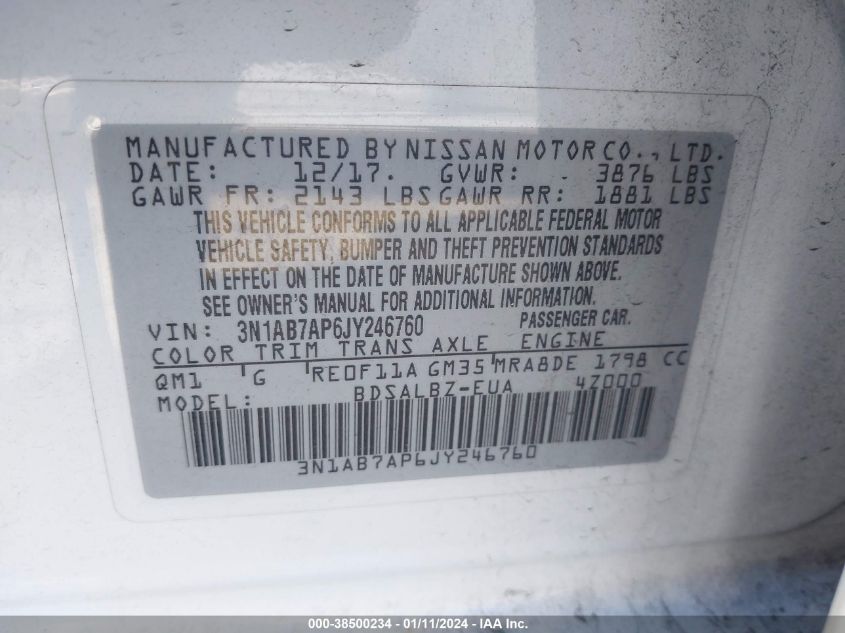 MANUFACTURED BY NISSAN MOTOR CO., LTD.
DATE: 12/17. GVWR: 3876 LBS
GAWR FR: 2143 LBS GAWR RR: 1881 LBS
THIS VEHICLE CONFORMS TO ALL APPLICABLE FEDERAL MOTOR
VEHICLE SAFETY, BUMPER AND THEFT PREVENTION STANDARDS
IN EFFECT ON THE DATE OF MANUFACTURE SHOWN ABOVE.
SEE OWNER'S MANUAL FOR ADDITIONAL INFORMATION.
VIN: 3N1AB7AP6JY246760 PASSENGER CAR.
COLOR TRIM TRANS AXLE ENGINE
QM1 G RE0F11A GM35 MRA8DE 1798 CC
MODEL: BDSALBZ-EUA 4Z000
3N1AB7AP6JY246760
000-38500234 - 01/11/2024 - IAA Inc.